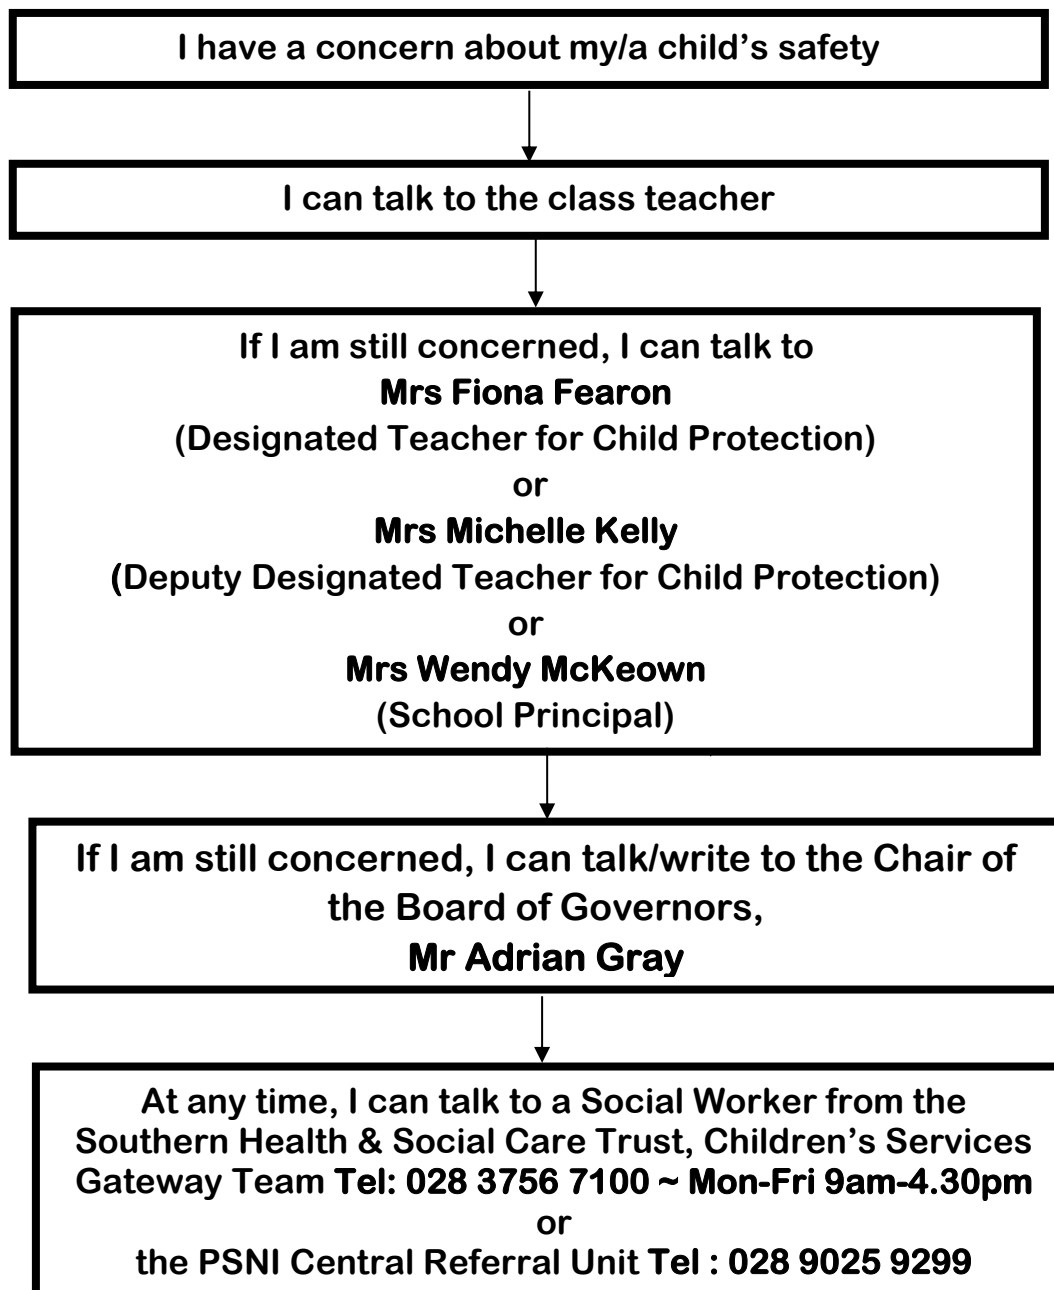 I have a concern about my/a child’s safety
I can talk to the class teacher
If I am still concerned, I can talk to
Mrs Fiona Fearon
(Designated Teacher for Child Protection)
or
Mrs Michelle Kelly
(Deputy Designated Teacher for Child Protection)
or
Mrs Wendy McKeown
(School Principal)
If I am still concerned, I can talk/write to the Chair of
the Board of Governors,
Mr Adrian Gray
At any time, I can talk to a Social Worker from the
Southern Health & Social Care Trust, Children’s Services
Gateway Team Tel: 028 3756 7100 ~ Mon-Fri 9am-4.30pm
or
the PSNI Central Referral Unit Tel : 028 9025 9299